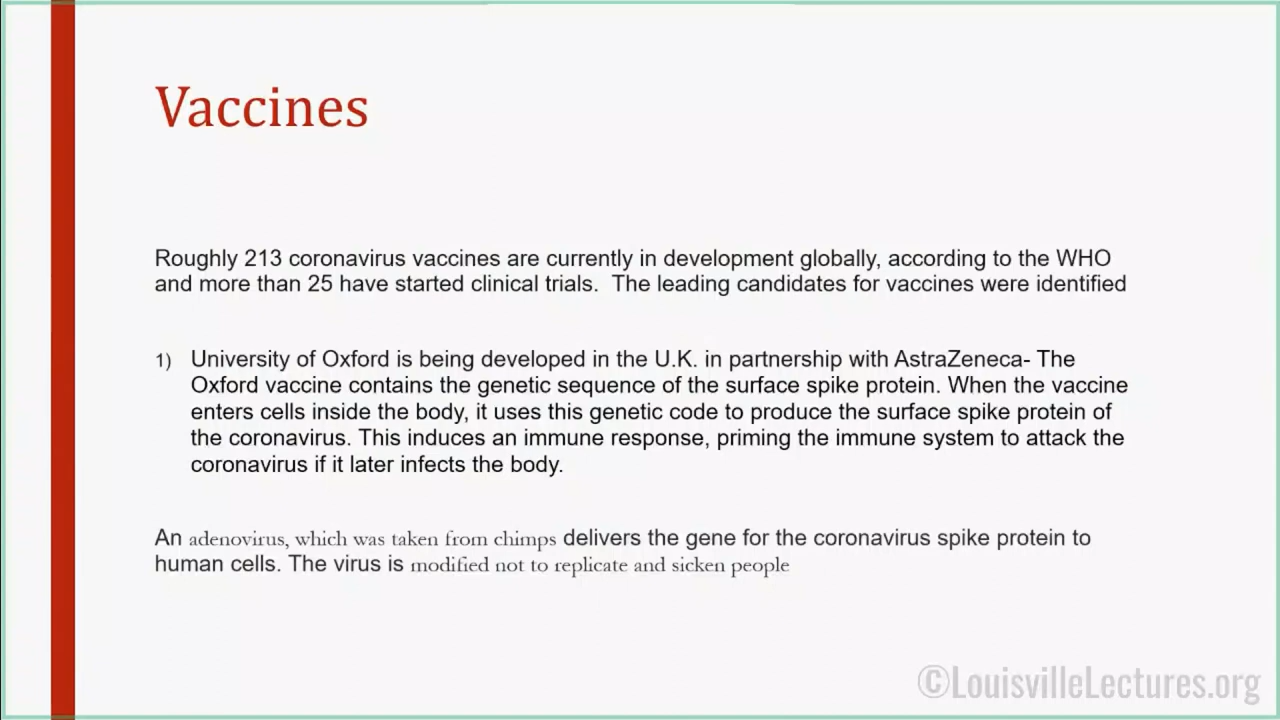 Vaccines
Roughly 213 coronavirus vaccines are currently in development globally, according to the WHO
and more than 25 have started clinical trials.  The leading candidates for vaccines were identified
1) University of Oxford is being developed in the U.K. in partnership with AstraZeneca- The
Oxford vaccine contains the genetic sequence of the surface spike protein. When the vaccine
enters cells inside the body, it uses this genetic code to produce the surface spike protein of
the coronavirus. This induces an immune response, priming the immune system to attack the
coronavirus if it later infects the body.
An adenovirus, which was taken from chimps delivers the gene for the coronavirus spike protein to
human cells. The virus is modified not to replicate and sicken people
©LouisvilleLectures.org